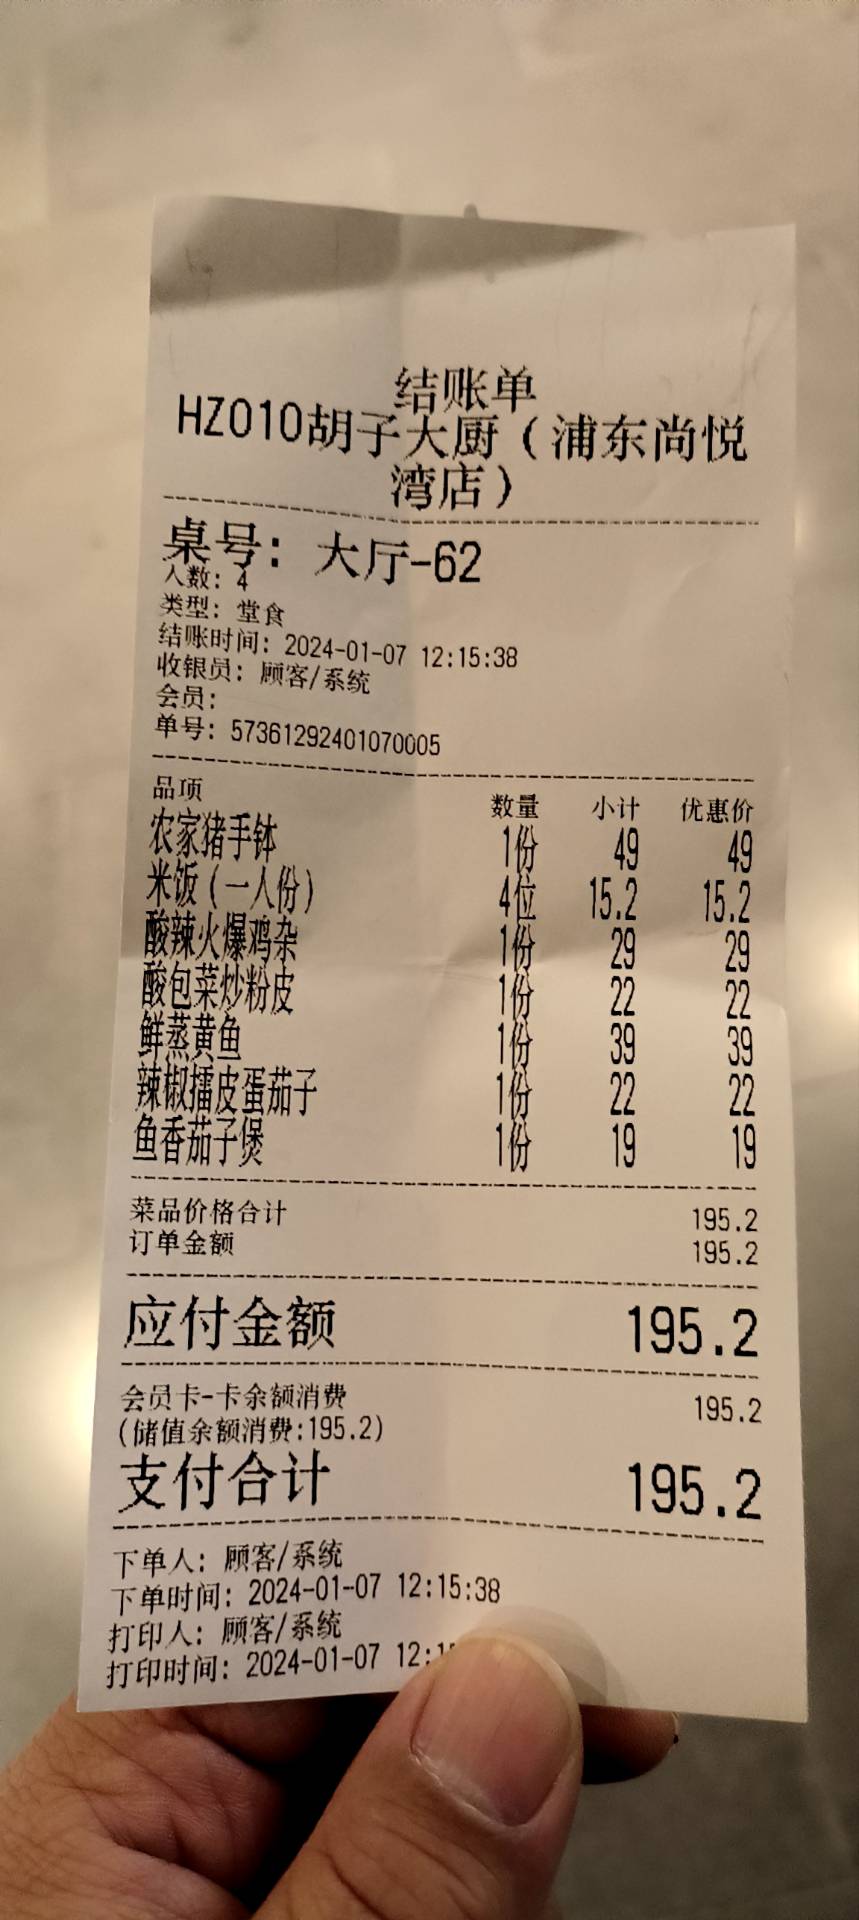 结账单
HZ010胡子大厨（浦东尚悦
湾店）
桌号：大厅-62
人数：4
类型：堂食
结账时间：2024-01-07 12:15:38
收银员：顾客/系统
会员：
单号：57361292401070005
品项 数量 小计 优惠价
农家猪手钵 1份 49 49
米饭（一人份） 4位 15.2 15.2
酸辣火爆鸡杂 1份 29 29
酸包菜炒粉皮 1份 22 22
鲜蒸黄鱼 1份 39 39
辣椒擂皮蛋茄子 1份 22 22
鱼香茄子煲 1份 19 19
菜品价格合计 195.2
订单金额 195.2
应付金额 195.2
会员卡-卡余额消费 195.2
(储值余额消费:195.2)
支付合计 195.2
下单人：顾客/系统
下单时间：2024-01-07 12:15:38
打印人：顾客/系统
打印时间：2024-01-07